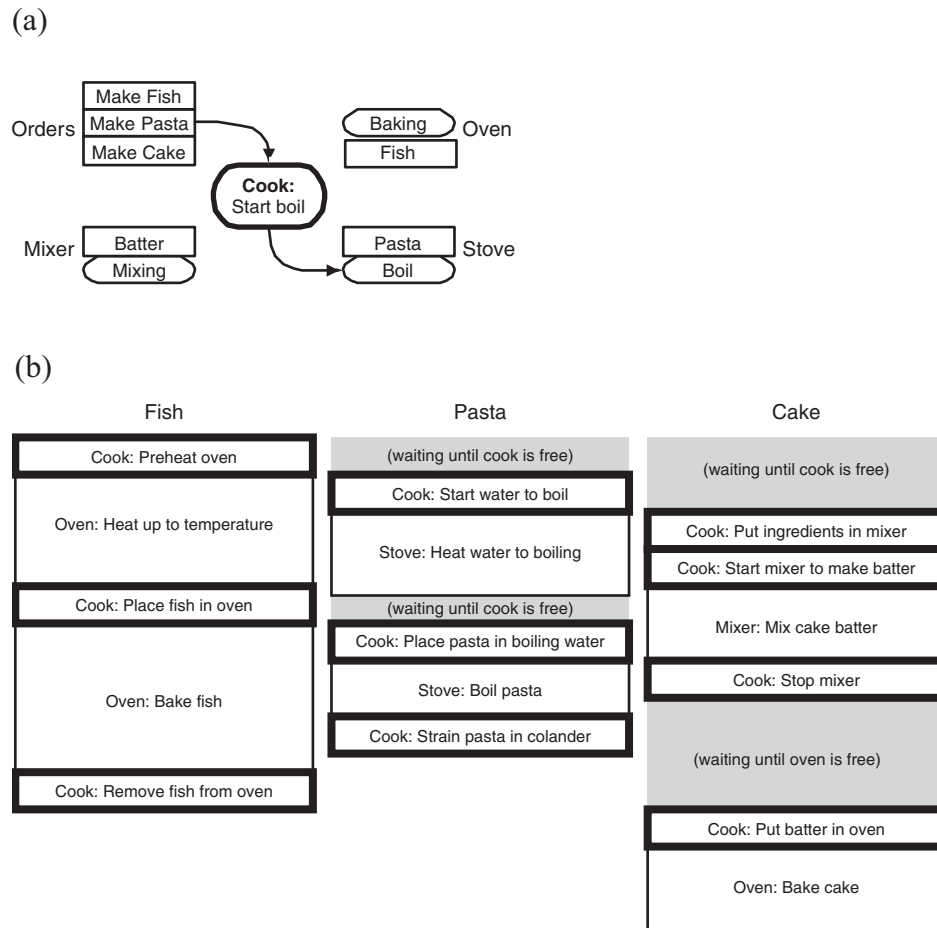 (a)
Orders
Make Fish
Make Pasta
Make Cake
Baking
Fish
Oven
Cook:
Start boil
Mixer
Batter
Mixing
Pasta
Boil
Stove
(b)
Fish
Cook: Preheat oven
Oven: Heat up to temperature
Cook: Place fish in oven
Oven: Bake fish
Cook: Remove fish from oven
Pasta
(waiting until cook is free)
Cook: Start water to boil
Stove: Heat water to boiling
(waiting until cook is free)
Cook: Place pasta in boiling water
Stove: Boil pasta
Cook: Strain pasta in colander
Cake
(waiting until cook is free)
Cook: Put ingredients in mixer
Cook: Start mixer to make batter
Mixer: Mix cake batter
Cook: Stop mixer
(waiting until oven is free)
Cook: Put batter in oven
Oven: Bake cake